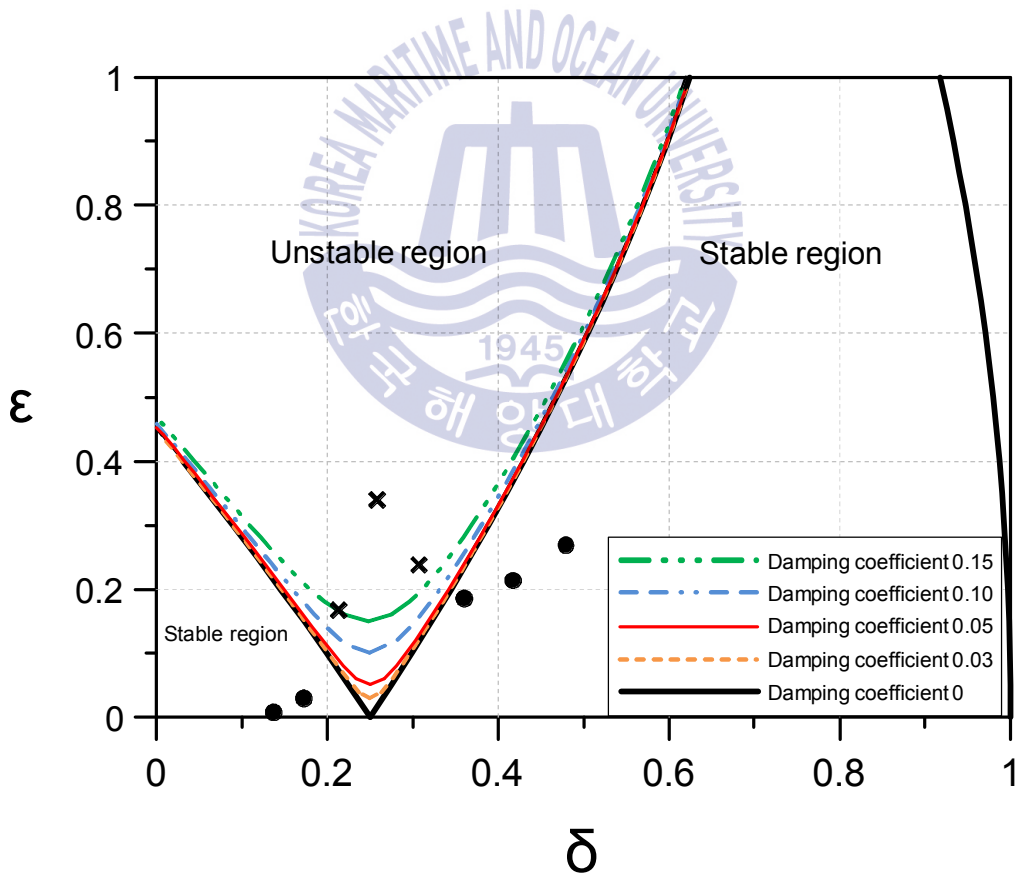 KOREA MARITIME AND OCEAN UNIVERSITY
1
0.8
0.6
0.4
0.2
0
ε
Unstable region
Stable region
1945
한국해양대학교
Stable region
Damping coefficient 0.15
Damping coefficient 0.10
Damping coefficient 0.05
Damping coefficient 0.03
Damping coefficient 0
0 0.2 0.4 0.6 0.8 1
δ